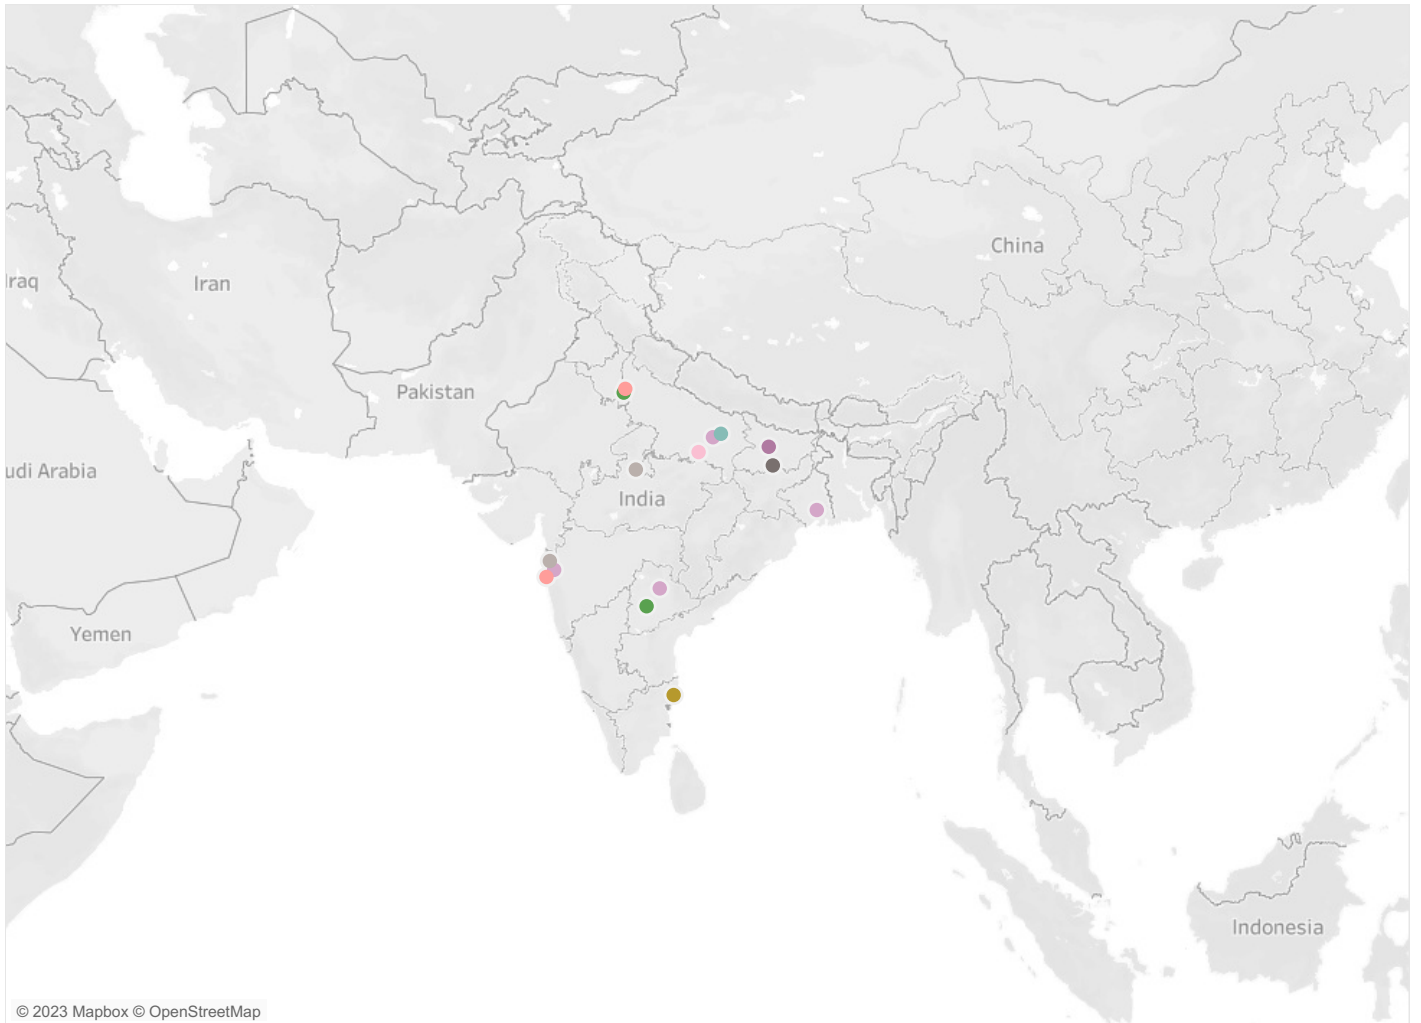 China
Iran
Iraq
Pakistan
udi Arabia
India
Yemen
Indonesia
© 2023 Mapbox © OpenStreetMap